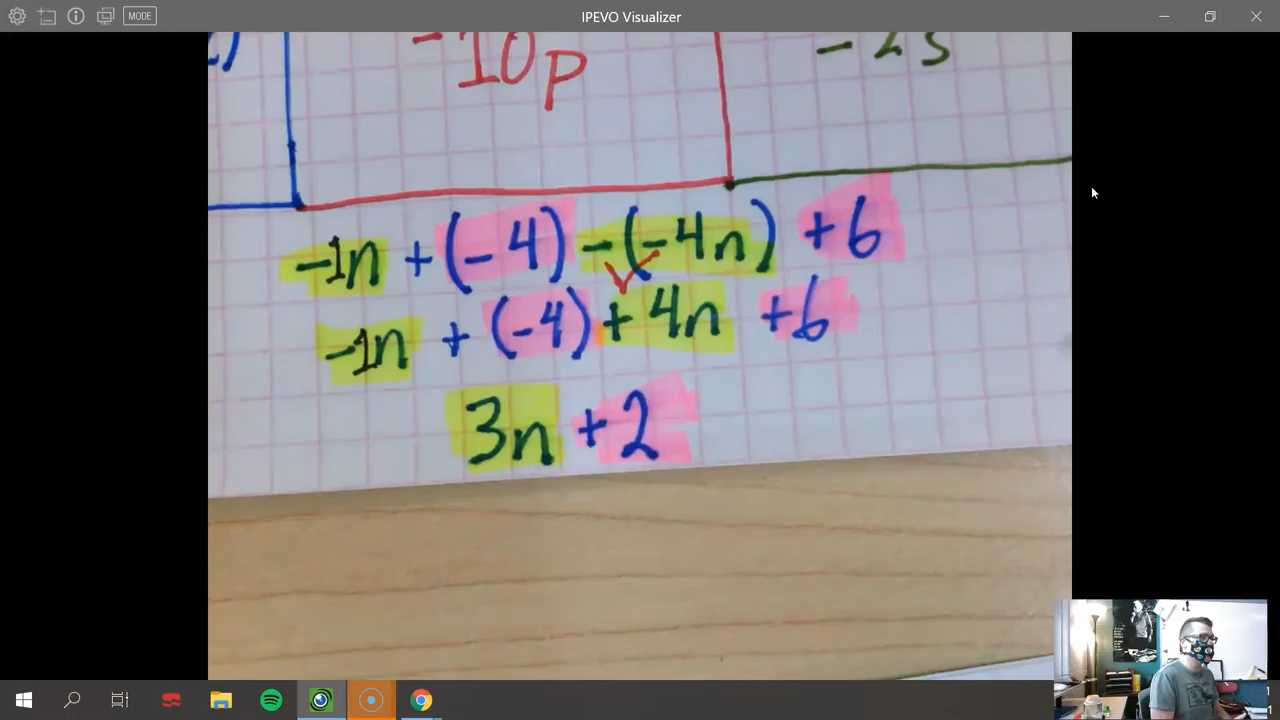 MODE
IPEVO Visualizer
-10p
-2s
-1n + (-4) -(-4n) +6
-1n + (-4) + 4n +6
3n + 2